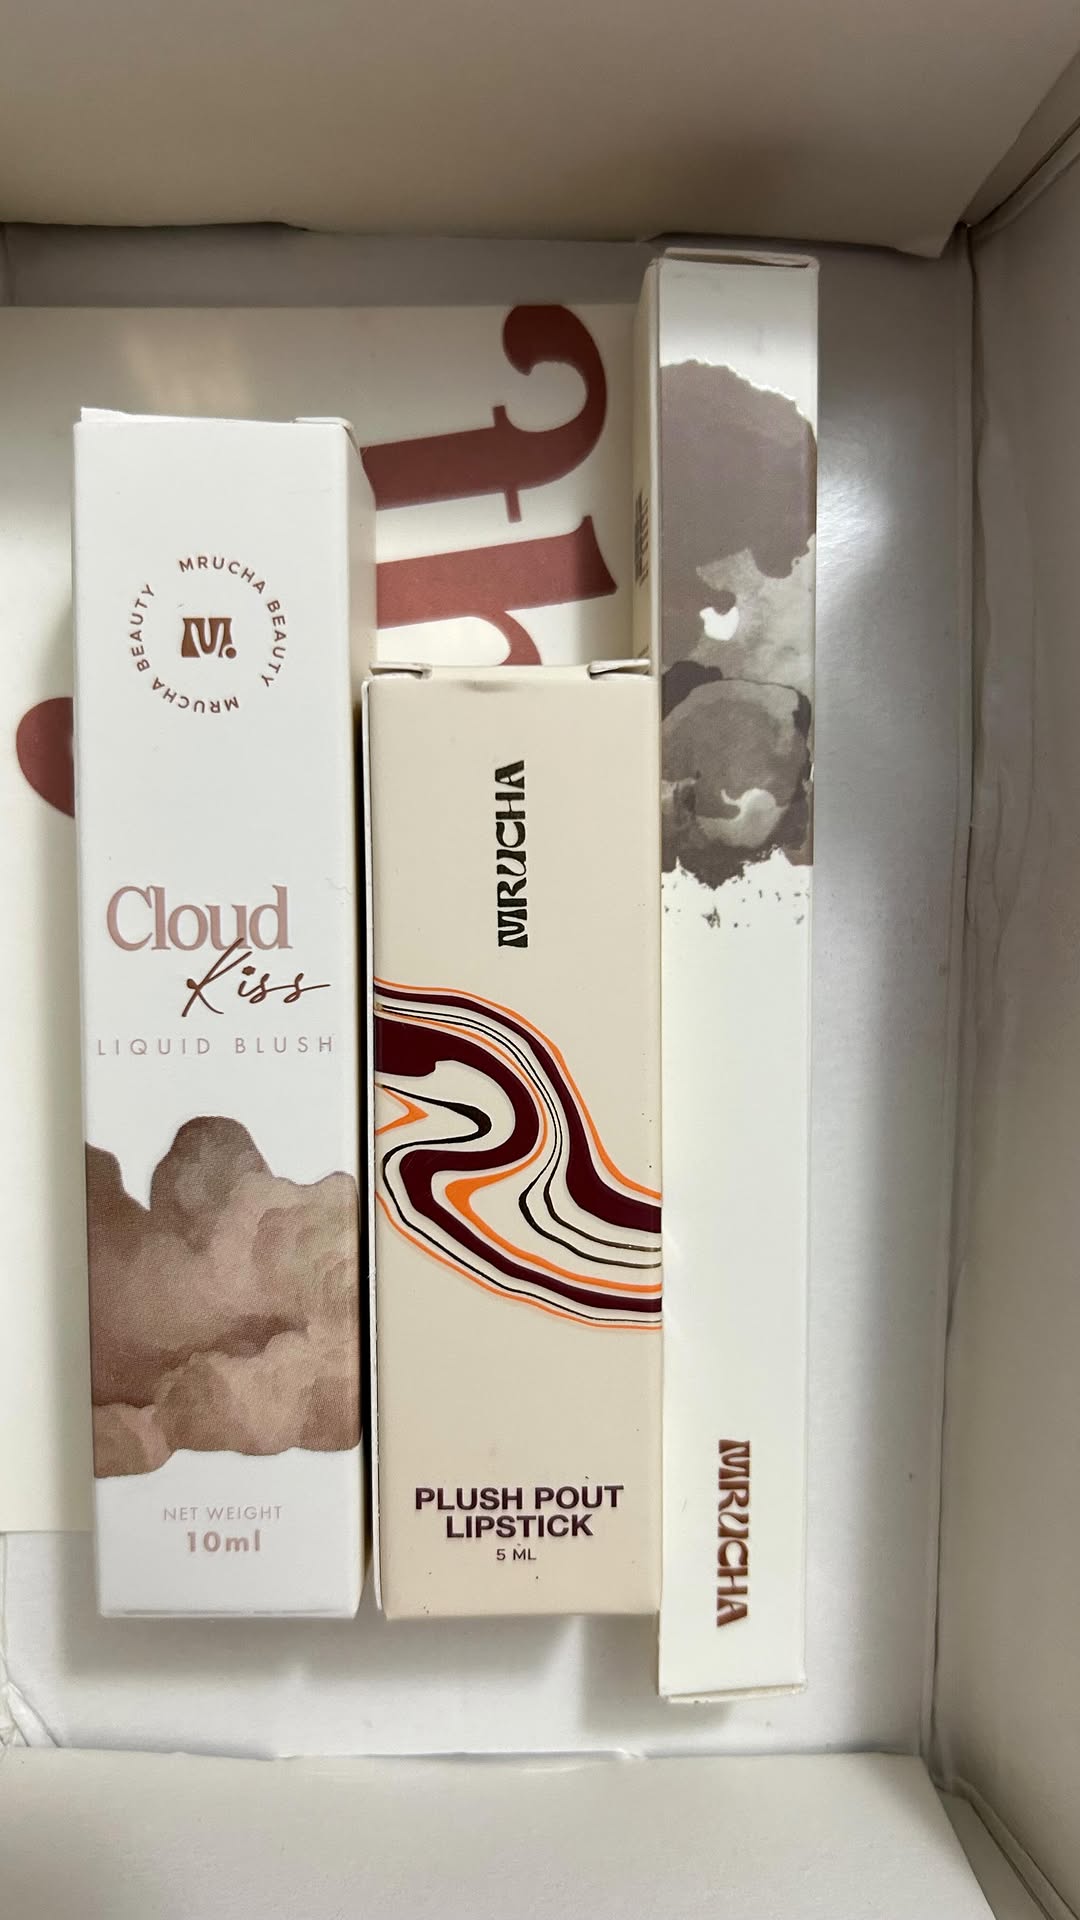 MRUCHA BEAUTY MRUCHA BEAUTY
M.
Cloud
Kiss
LIQUID BLUSH
NET WEIGHT
10ml
MRUCHA
PLUSH POUT
LIPSTICK
5 ML
MRUCHA